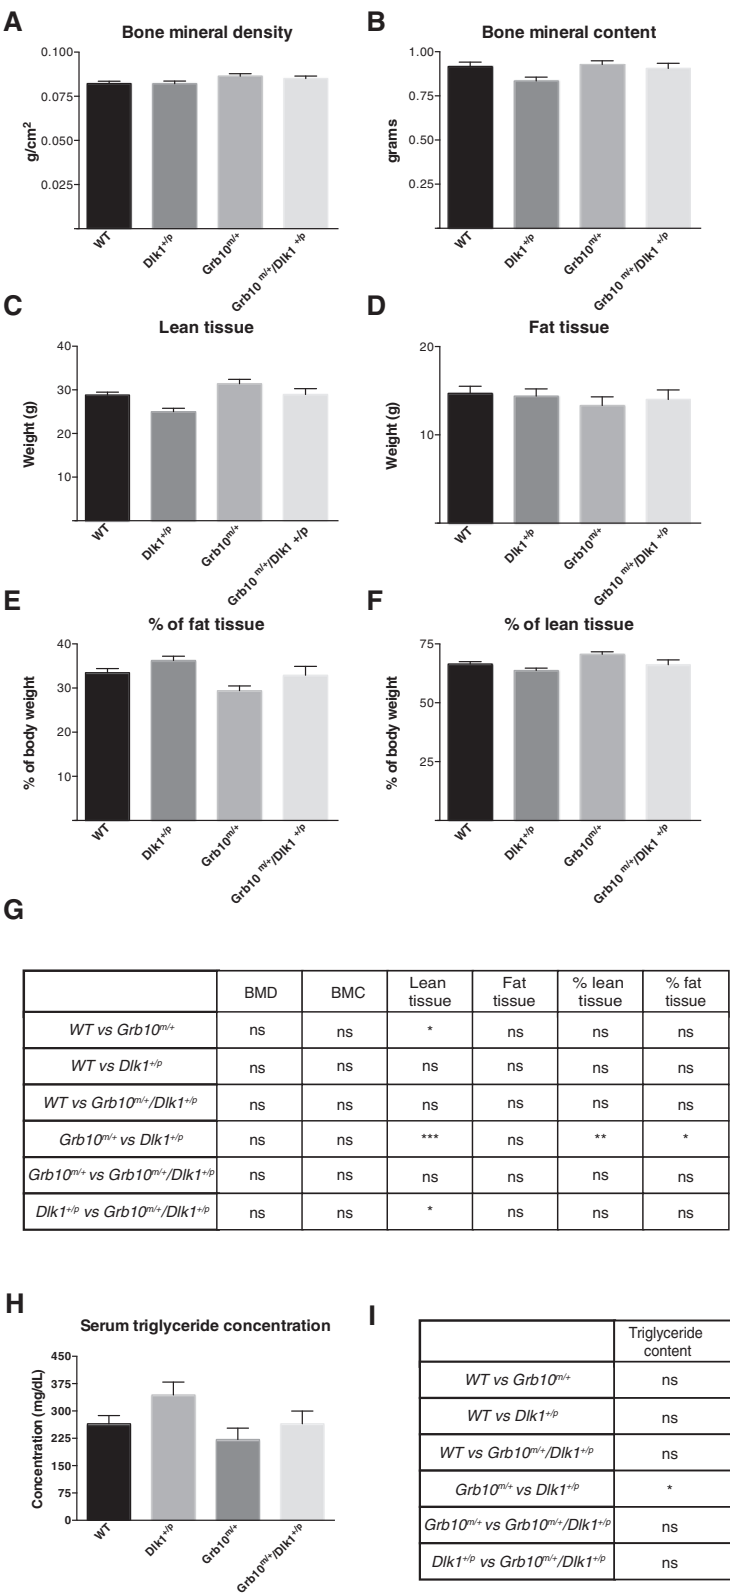 A
Bone mineral density
0.100
0.075
0.050
0.025
g/cm²
WT
Dlk1+/p
Grb10m/+
Grb10 m/+/Dlk1 +/p
B
Bone mineral content
1.00
0.75
0.50
0.25
grams
WT
Dlk1+/p
Grb10m/+
Grb10 m/+/Dlk1 +/p
C
Lean tissue
40
30
20
10
Weight (g)
WT
Dlk1+/p
Grb10m/+
Grb10 m/+/Dlk1 +/p
D
Fat tissue
20
10
Weight (g)
WT
Dlk1+/p
Grb10m/+
Grb10 m/+/Dlk1 +/p
E
% of fat tissue
40
30
20
10
% of body weight
WT
Dlk1+/p
Grb10m/+
Grb10 m/+/Dlk1 +/p
F
% of lean tissue
75
50
25
% of body weight
WT
Dlk1+/p
Grb10m/+
Grb10 m/+/Dlk1 +/p
G
BMD BMC Lean tissue Fat tissue % lean tissue % fat tissue
WT vs Grb10m/+ ns ns * ns ns ns
WT vs Dlk1+/p ns ns ns ns ns ns
WT vs Grb10m/+/Dlk1+/p ns ns ns ns ns ns
Grb10m/+ vs Dlk1+/p ns ns *** ns ** *
Grb10m/+ vs Grb10m/+/Dlk1+/p ns ns ns ns ns ns
Dlk1+/p vs Grb10m/+/Dlk1+/p ns ns * ns ns ns
H
Serum triglyceride concentration
450
375
300
225
150
75
0
Concentration (mg/dL)
WT
Dlk1+/p
Grb10m/+
Grb10m/+/Dlk1+/p
I
Triglyceride
content
WT vs Grb10m/+ ns
WT vs Dlk1+/p ns
WT vs Grb10m/+/Dlk1+/p ns
Grb10m/+ vs Dlk1+/p *
Grb10m/+ vs Grb10m/+/Dlk1+/p ns
Dlk1+/p vs Grb10m/+/Dlk1+/p ns